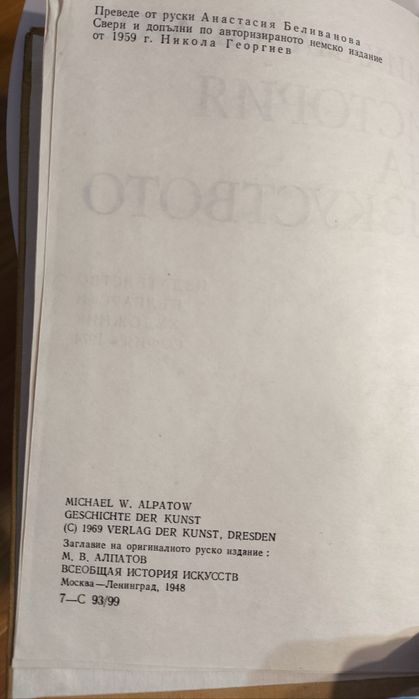 Преведе от руски Анастасия Беливанова
Свери и допълни по авторизираното немско издание
от 1959 г. Никола Георгиев
MICHAEL W. ALPATOW
GESCHICHTE DER KUNST
(C) 1969 VERLAG DER KUNST, DRESDEN
Заглавие на оригиналното руско издание :
М. В. АЛПАТОВ
ВСЕОБЩАЯ ИСТОРИЯ ИСКУССТВ
Москва—Ленинград, 1948
7—С 93/99